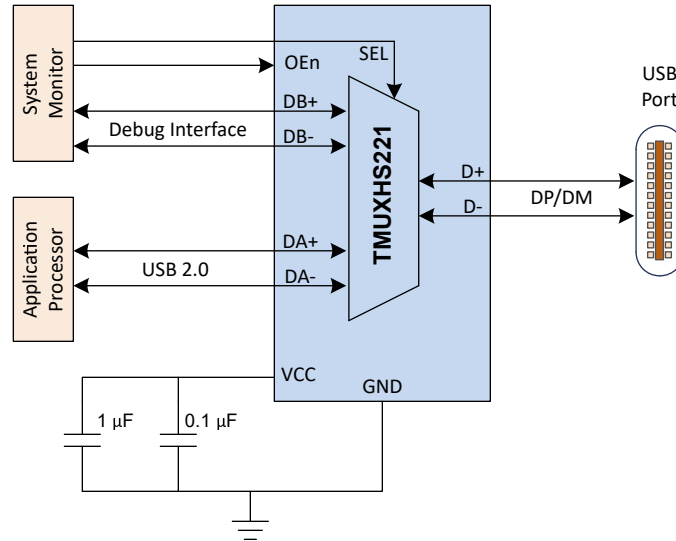 System
Monitor
SEL
OEn
DB+
Debug Interface
DB-
TMUXHS221
USB
Port
D+
DP/DM
D-
Application
Processor
DA+
USB 2.0
DA-
VCC
GND
1 µF
0.1 µF